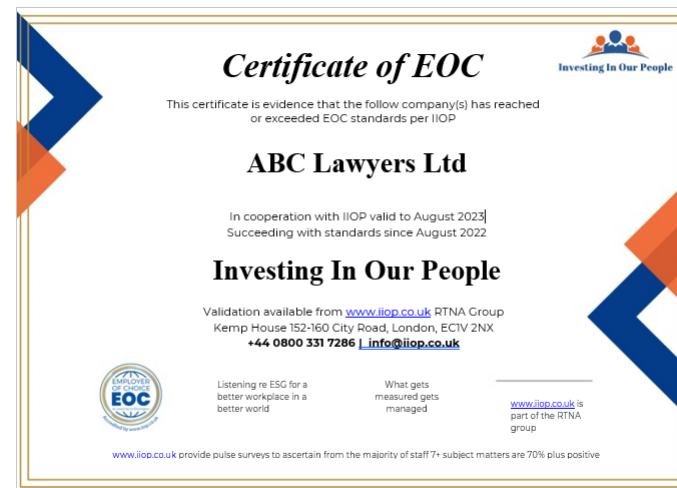 Certificate of EOC
Investing In Our People
This certificate is evidence that the follow company(s) has reached
or exceeded EOC standards per IIOP
ABC Lawyers Ltd
In cooperation with IIOP valid to August 2023
Succeeding with standards since August 2022
Investing In Our People
Validation available from www.iiop.co.uk RTNA Group
Kemp House 152-160 City Road, London, EC1V 2NX
+44 0800 331 7286 | info@iiop.co.uk
EMPLOYER
OF CHOICE
EOC
Accredited by www.iiop.co.uk
Listening re ESG for a
better workplace in a
better world
What gets
measured gets
managed
www.iiop.co.uk is
part of the RTNA
group
www.iiop.co.uk provide pulse surveys to ascertain from the majority of staff 7+ subject matters are 70% plus positive